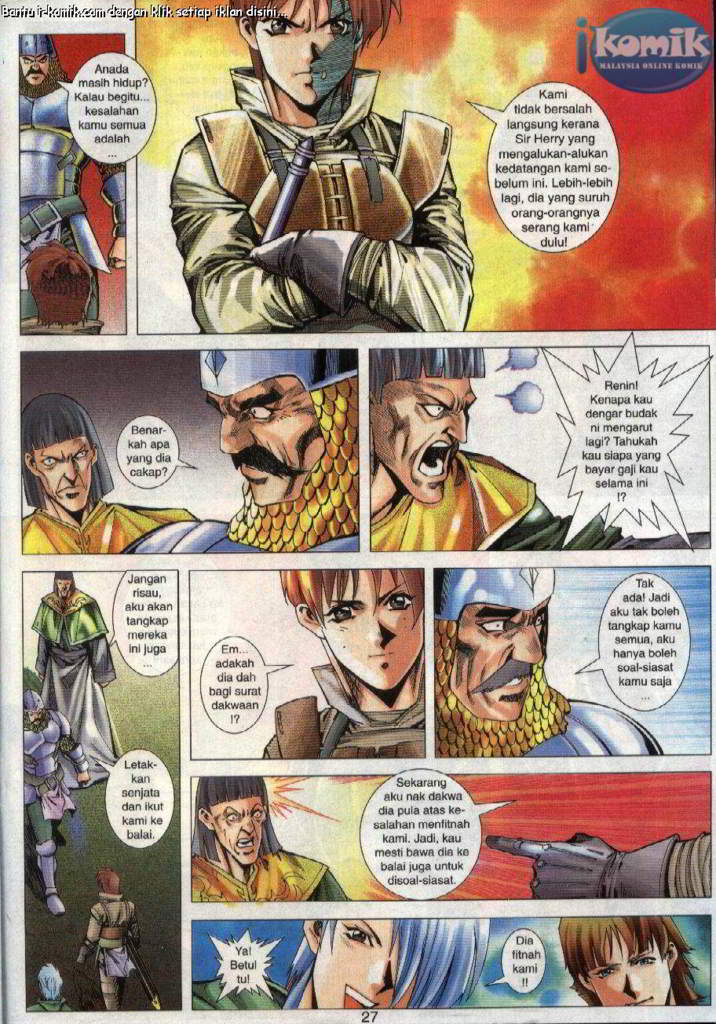 Bantu i-komik.com dengan klik setiap iklan disini...
ikomik
MALAYSIA ONLINE KOMIK
Anada
masih hidup?
Kalau begitu...
kesalahan
kamu semua
adalah
...
Kami
tidak bersalah
langsung kerana
Sir Herry yang
mengalukan-alukan
kedatangan kami se-
belum ini. Lebih-lebih
lagi, dia yang suruh
orang-orangnya
serang kami
dulu!
Benar-
kah apa
yang dia
cakap?
Renin!
Kenapa kau
dengar budak
ni mengarut
lagi? Tahukah
kau siapa yang
bayar gaji kau
selama ini
!?
Jangan
risau,
aku akan
tangkap
mereka
ini juga
...
Letak-
kan
senjata
dan ikut
kami ke
balai.
Em...
adakah
dia dah
bagi surat
dakwaan
!?
Tak
ada! Jadi
aku tak boleh
tangkap kamu
semua, aku
hanya boleh
soal-siasat
kamu saja
...
Sekarang
aku nak dakwa
dia pula atas ke-
salahan menfitnah
kami. Jadi, kau
mesti bawa dia ke
balai juga untuk
disoal-siasat.
Ya!
Betul
tu!
Dia
fitnah
kami
!!
27